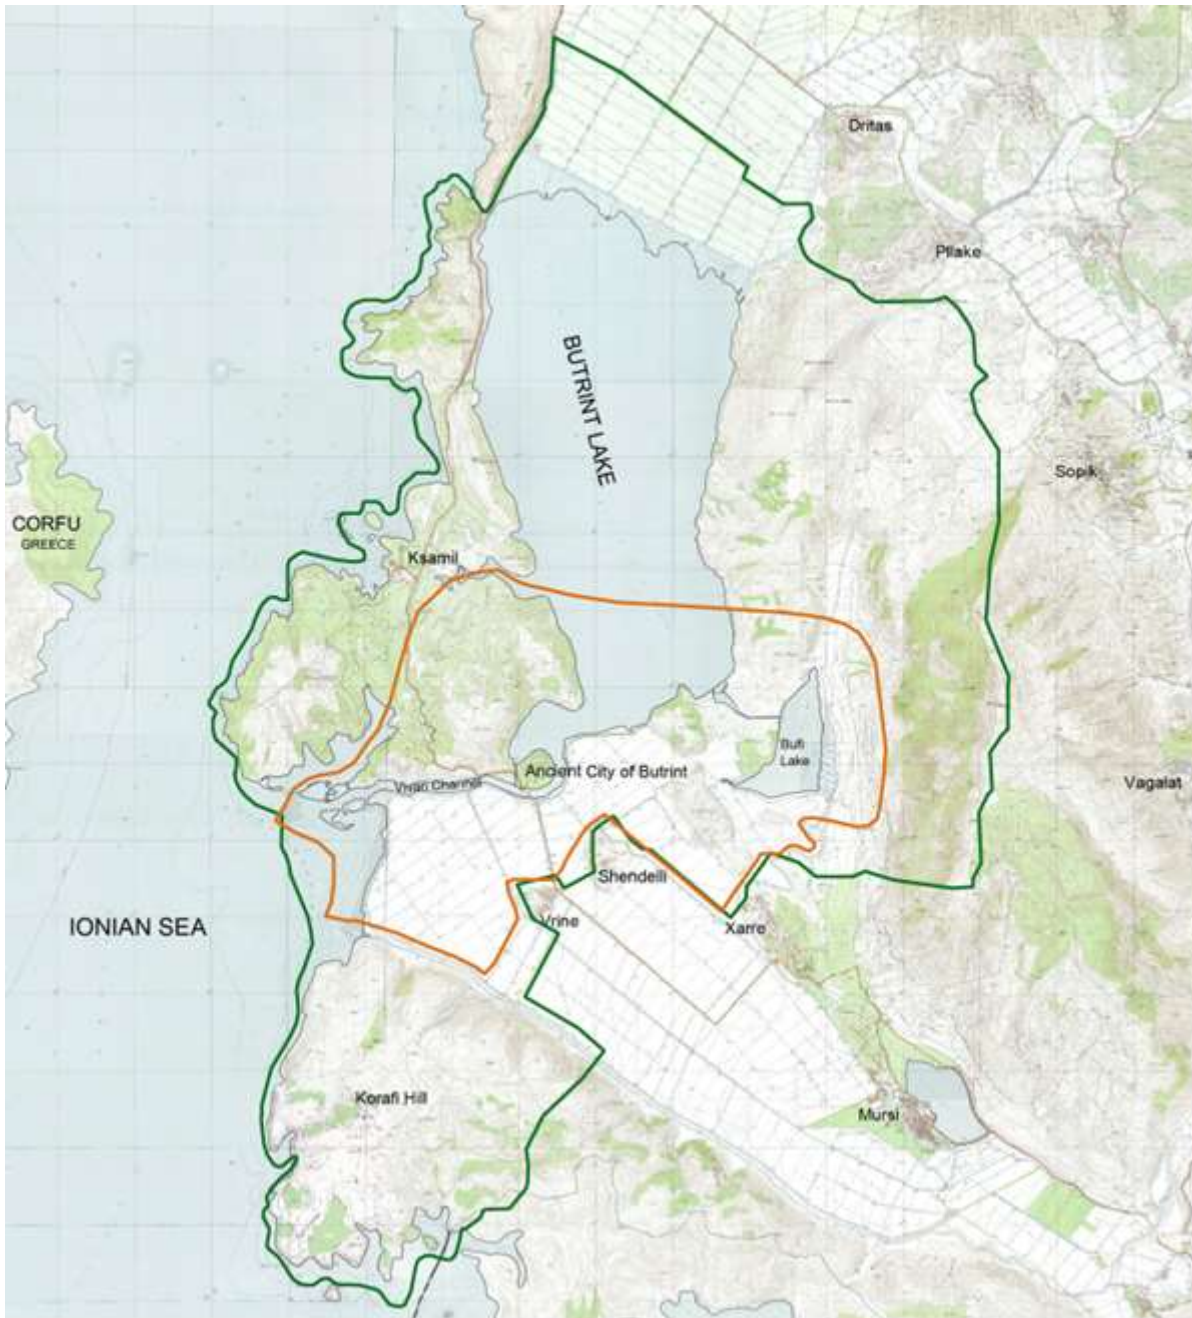 Dritas
Pllake
BUTRINT LAKE
Sopik
CORFU
GREECE
Ksamil
Bufi
Lake
Ancient City of Butrint
Vivari Channel
Vagalat
Shendelli
Vrine
Xarre
IONIAN SEA
Korafi Hill
Mursi